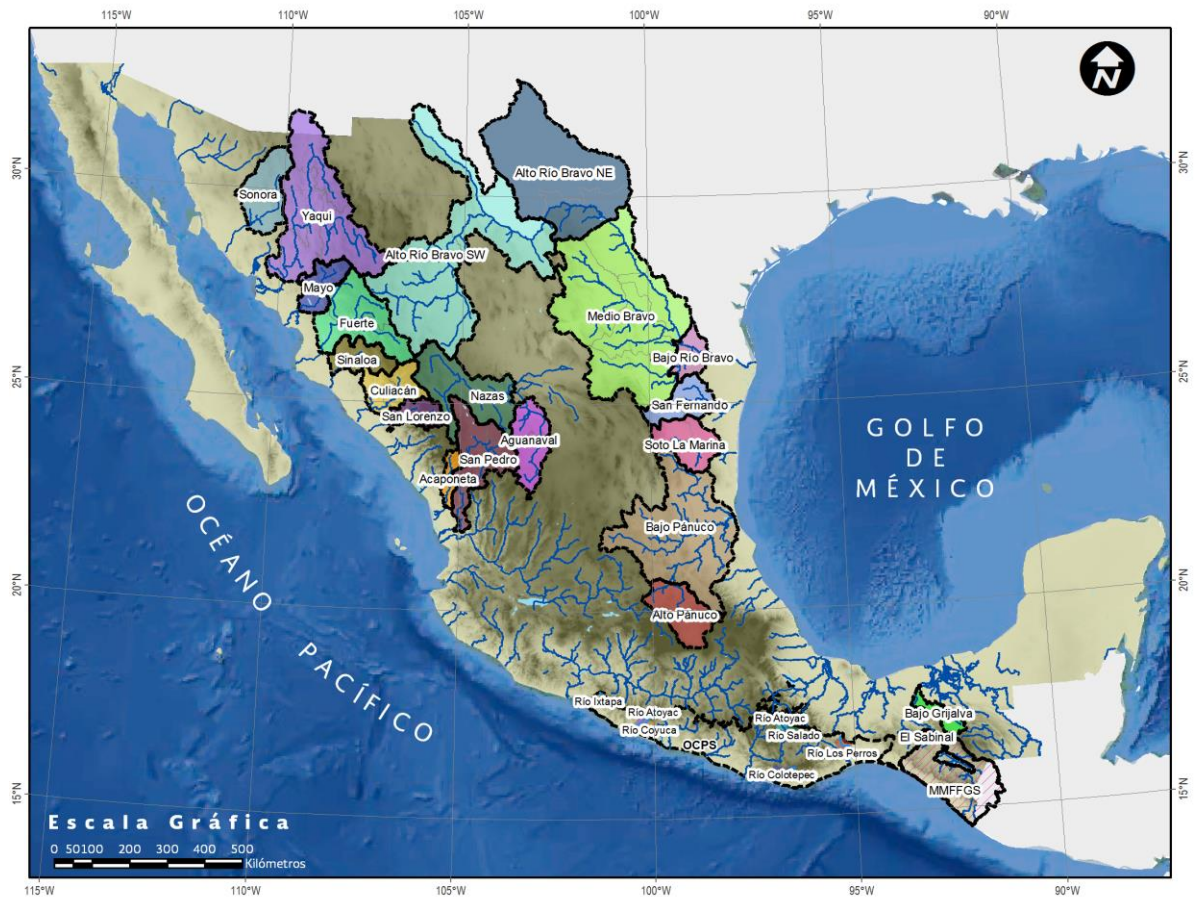 115°W 110°W 105°W 100°W 95°W 90°W
N
30°N
30°N
Alto Río Bravo NE
Sonora
Yaqui
Alto Río Bravo SW
Mayo
Medio Bravo
Fuerte
Sinaloa
Bajo Río Bravo
25°N
25°N
Culiacán
Nazas
San Fernando
San Lorenzo
Aguanaval
Soto La Marina
San Pedro
Acaponeta
GOLFO
DE
MÉXICO
Bajo Pánuco
OCÉANO PACÍFICO
20°N
20°N
Alto Pánuco
Río Ixtapa
Río Atoyac
Río Coyuca
Río Atoyac
Río Salado
Bajo Grijalva
El Sabinal
OCPS
Río Los Perros
Río Colotepec
MMFFGS
15°N
15°N
Escala Gráfica
0 50100 200 300 400 500
Kilómetros
115°W 110°W 105°W 100°W 95°W 90°W